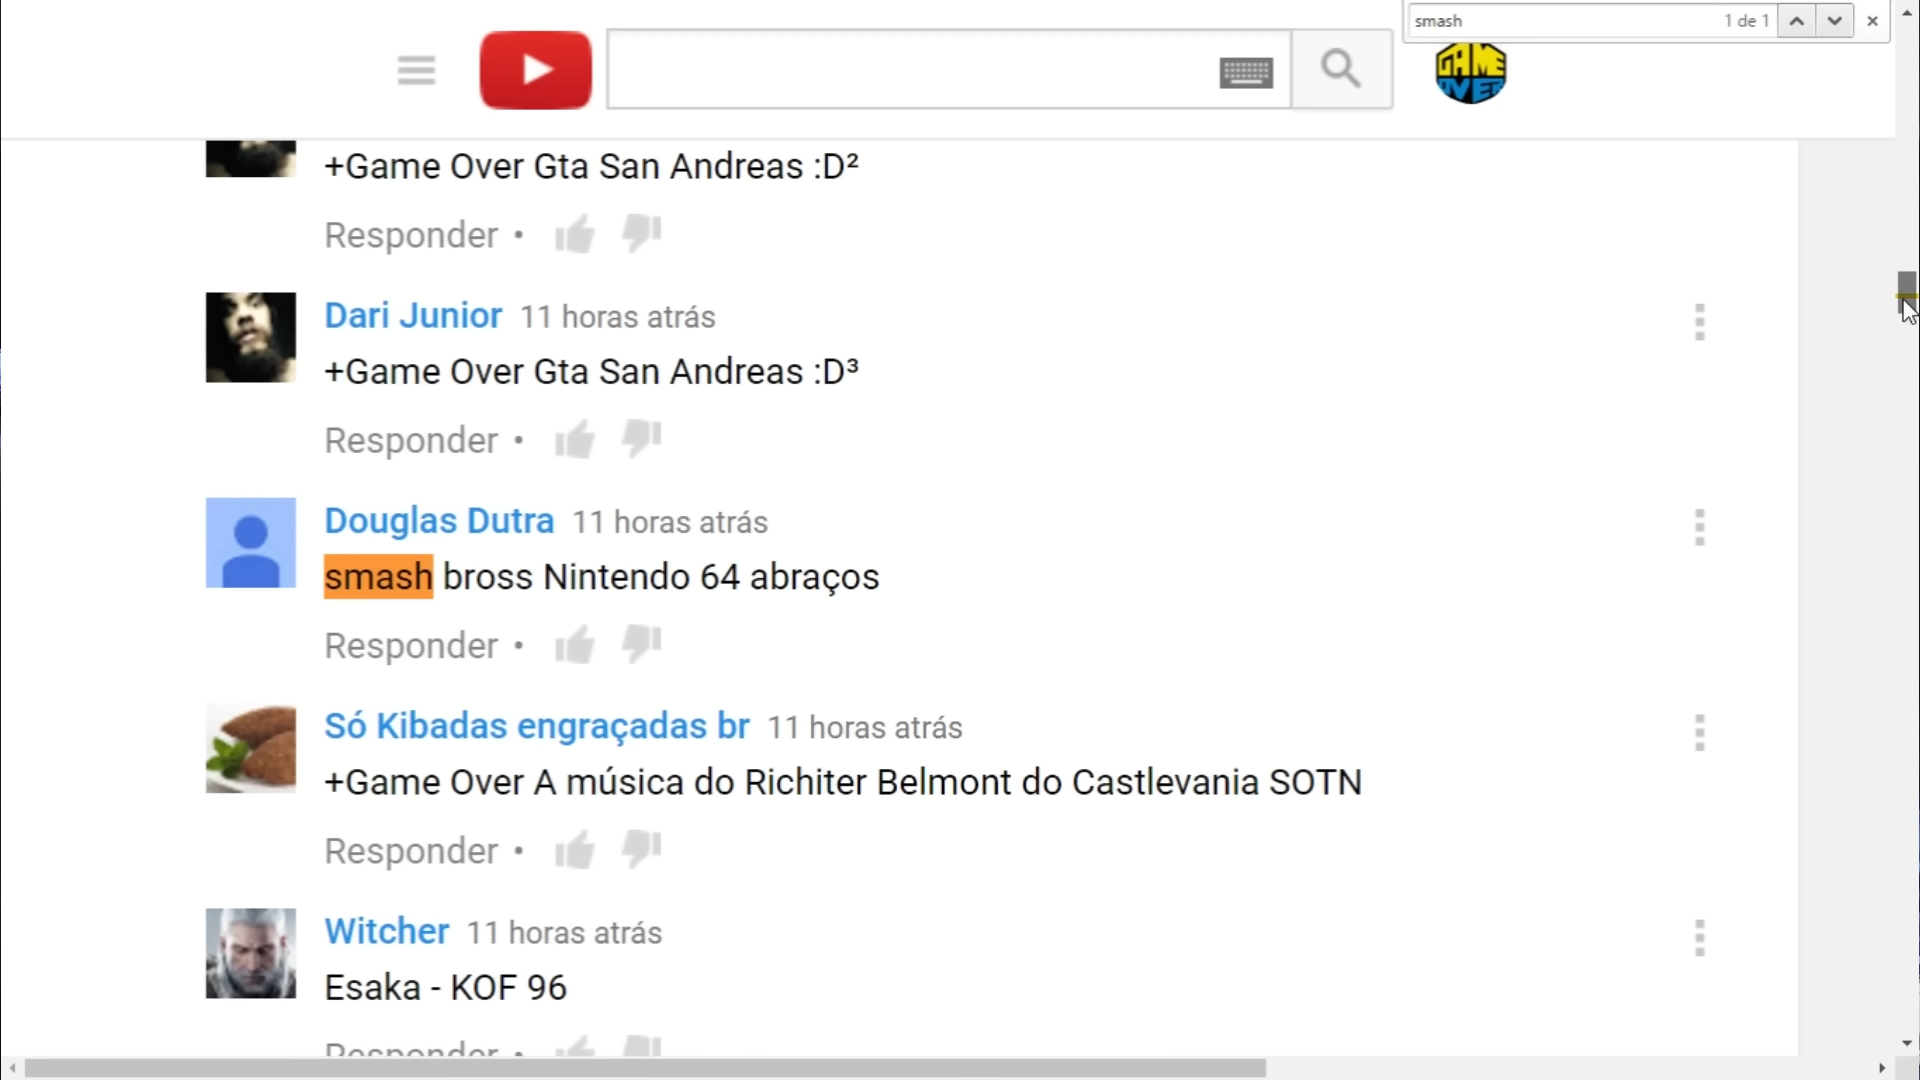 smash 1 de 1
GAME
OVER
+Game Over Gta San Andreas :D²
Responder •
Dari Junior 11 horas atrás
+Game Over Gta San Andreas :D³
Responder •
Douglas Dutra 11 horas atrás
smash bross Nintendo 64 abraços
Responder •
Só Kibadas engraçadas br 11 horas atrás
+Game Over A música do Richiter Belmont do Castlevania SOTN
Responder •
Witcher 11 horas atrás
Esaka - KOF 96
Responder •